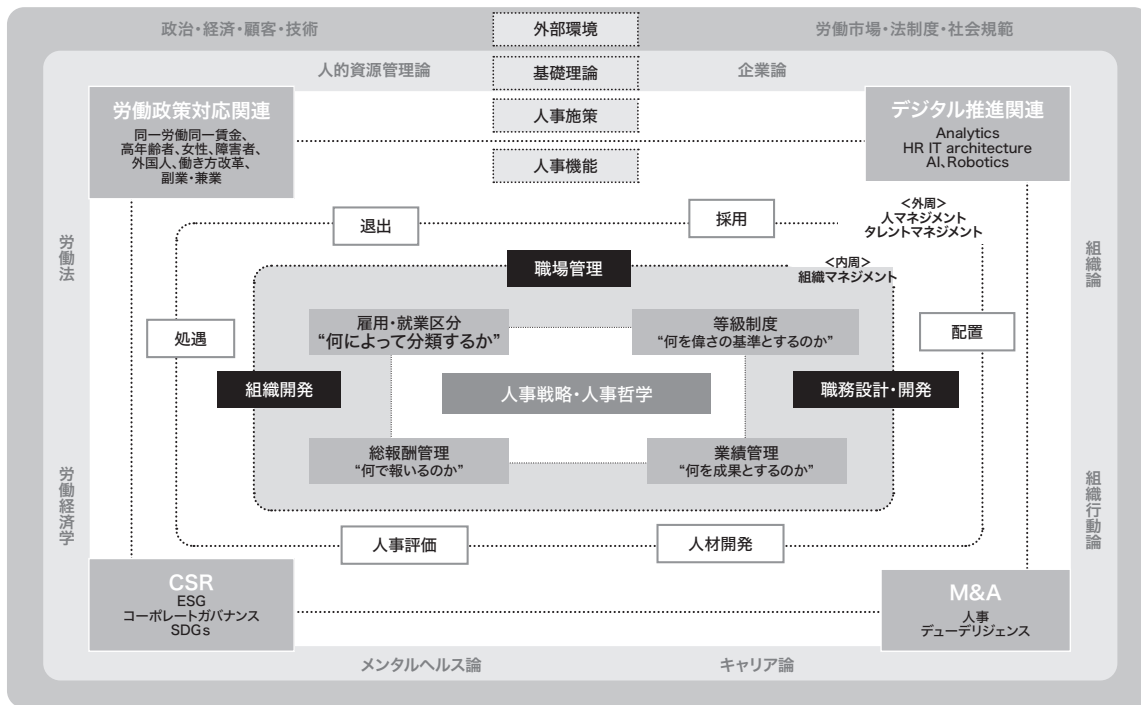 政治・経済・顧客・技術
外部環境
労働市場・法制度・社会規範
人的資源管理論
基礎理論
企業論
労働政策対応関連
同一労働同一賃金、
高年齢者、女性、障害者、
外国人、働き方改革、
副業・兼業
人事施策
人事機能
デジタル推進関連
Analytics
HR IT architecture
AI、Robotics
<外周>
人マネジメント
タレントマネジメント
退出
採用
労働法
組織論
職場管理
<内周>
組織マネジメント
処遇
雇用・就業区分
“何によって分類するか”
等級制度
“何を偉さの基準とするのか”
配置
組織開発
人事戦略・人事哲学
職務設計・開発
総報酬管理
“何で報いるのか”
業績管理
“何を成果とするのか”
労働経済学
組織行動論
人事評価
人材開発
CSR
ESG
コーポレートガバナンス
SDGs
M&A
人事
デューデリジェンス
メンタルヘルス論
キャリア論